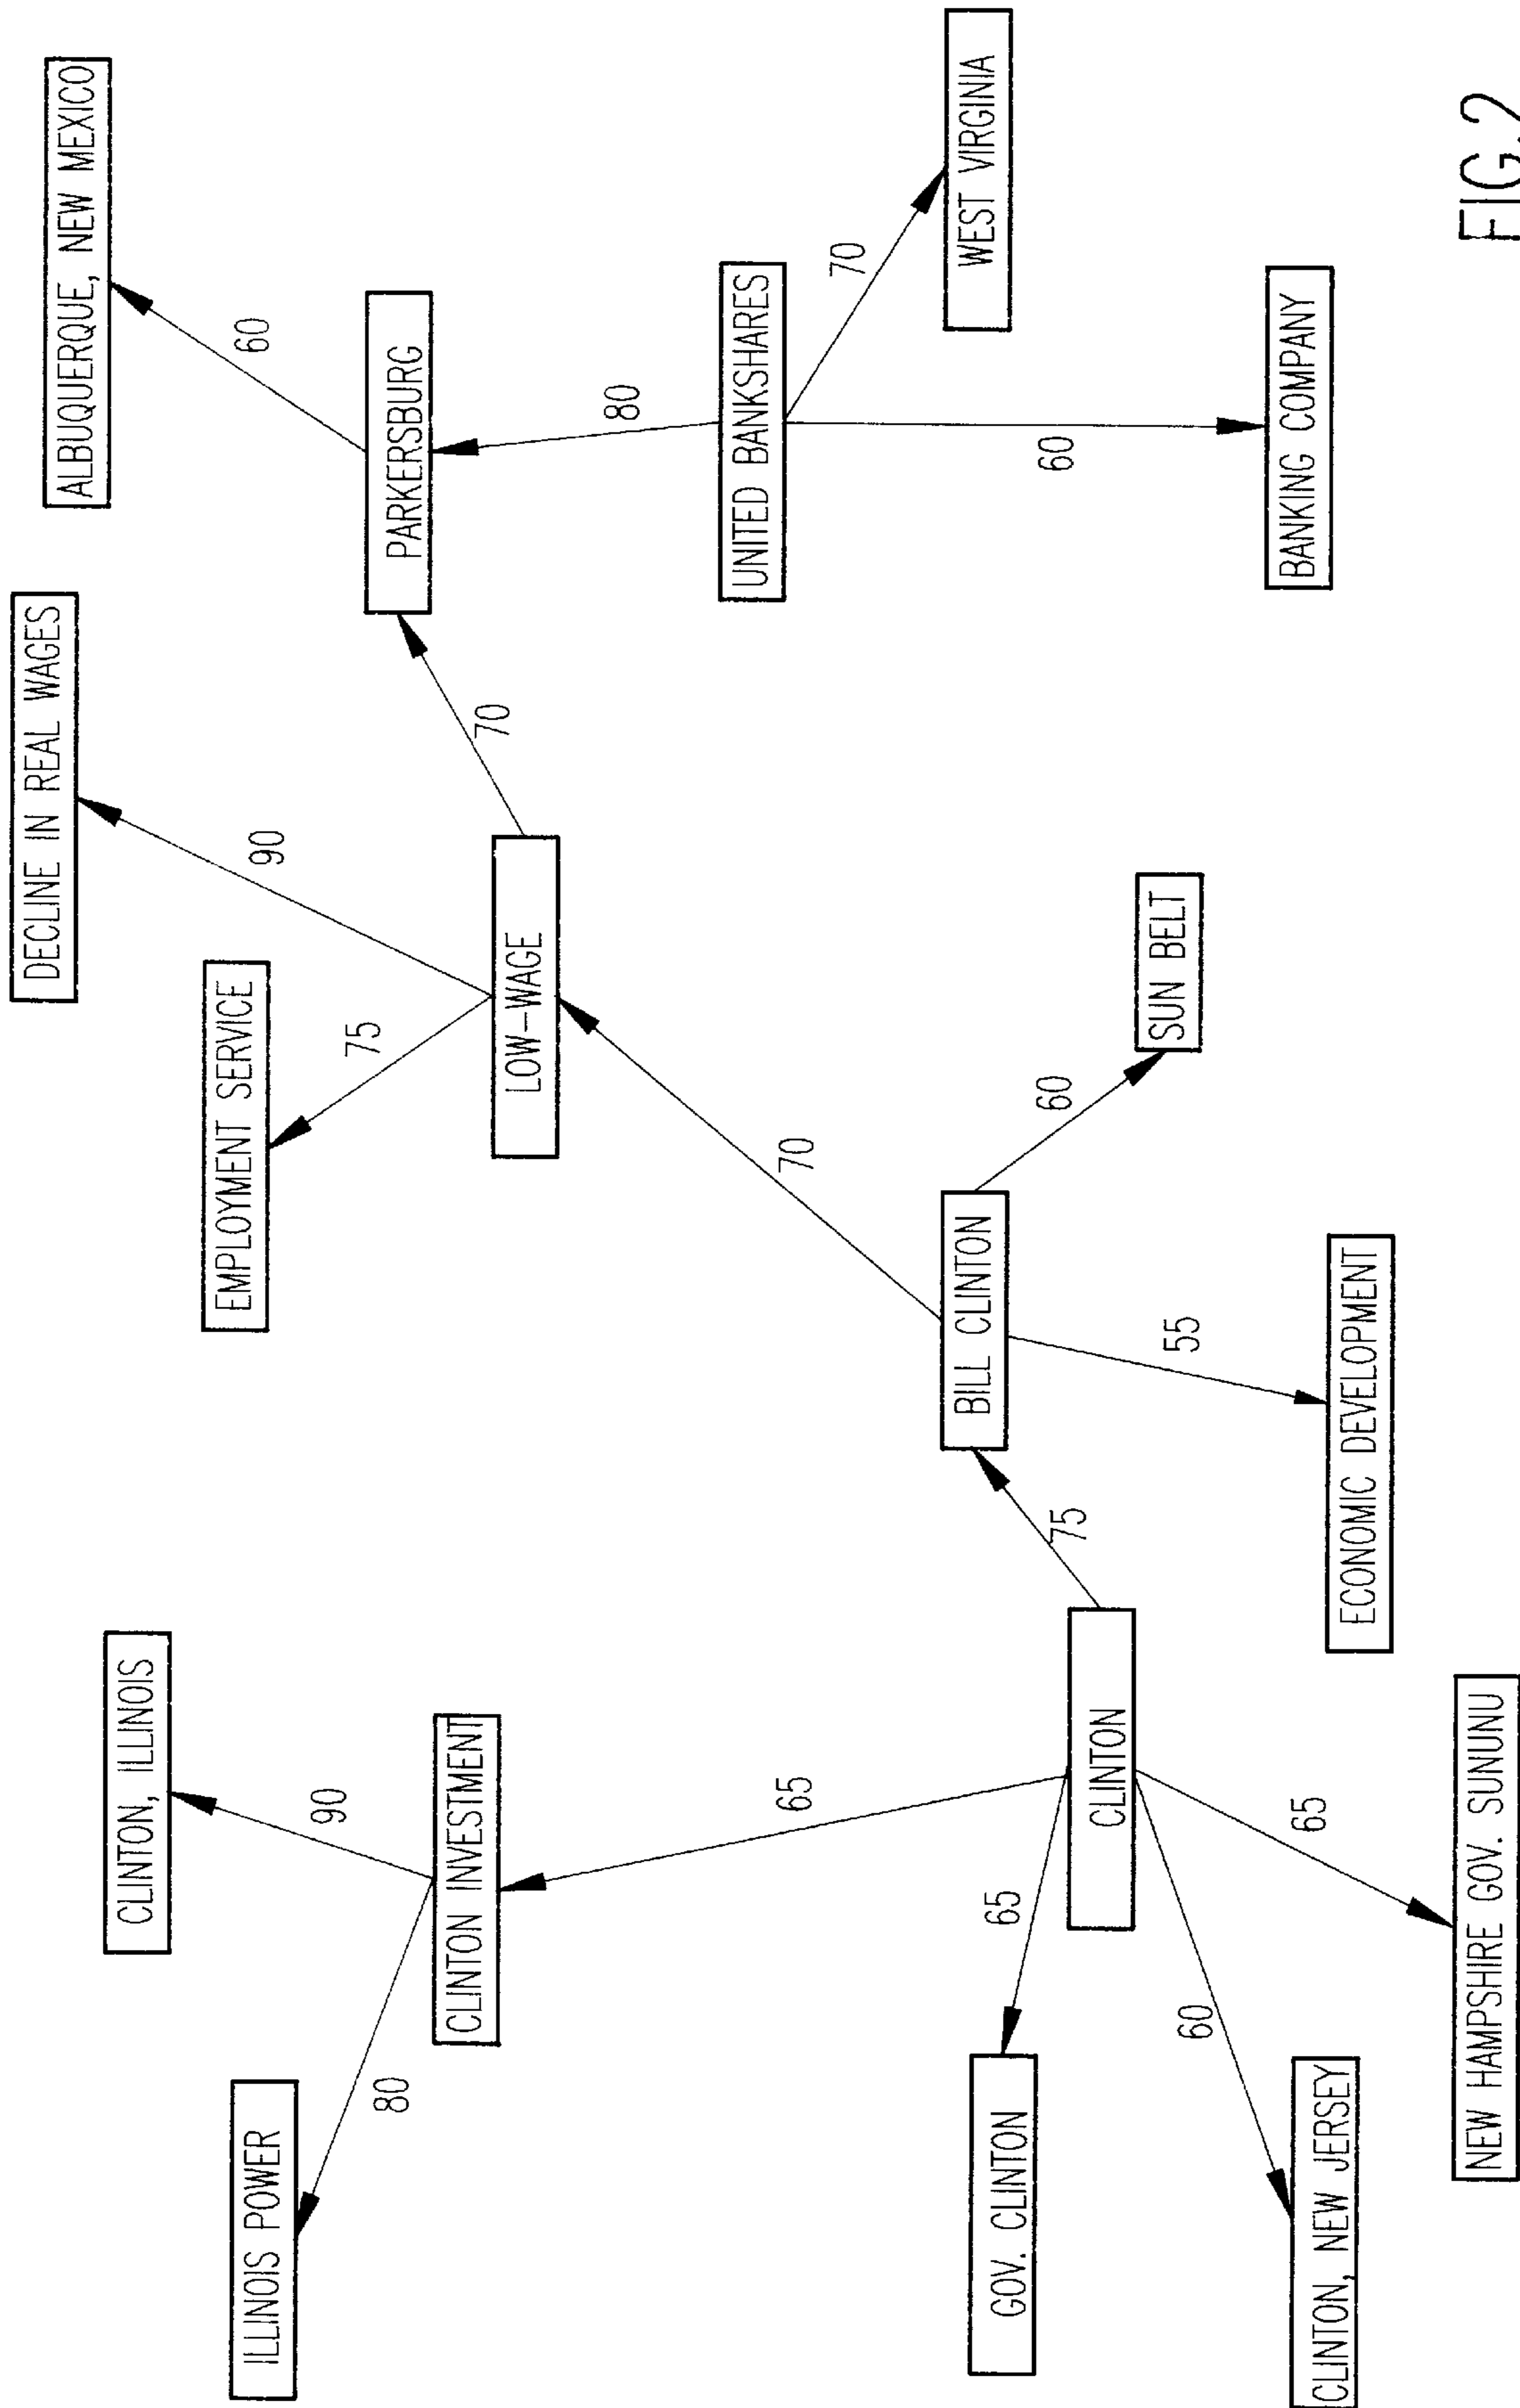 CLINTON, ILLINOIS
DECLINE IN REAL WAGES
ALBUQUERQUE, NEW MEXICO
ILLINOIS POWER
90
EMPLOYMENT SERVICE
90
60
80
75
CLINTON INVESTMENT
LOW-WAGE
70
PARKERSBURG
65
70
80
GOV. CLINTON
65
75
BILL CLINTON
60
UNITED BANKSHARES
70
CLINTON
SUN BELT
WEST VIRGINIA
60
55
60
CLINTON, NEW JERSEY
65
ECONOMIC DEVELOPMENT
BANKING COMPANY
NEW HAMPSHIRE GOV. SUNUNU
FIG.2